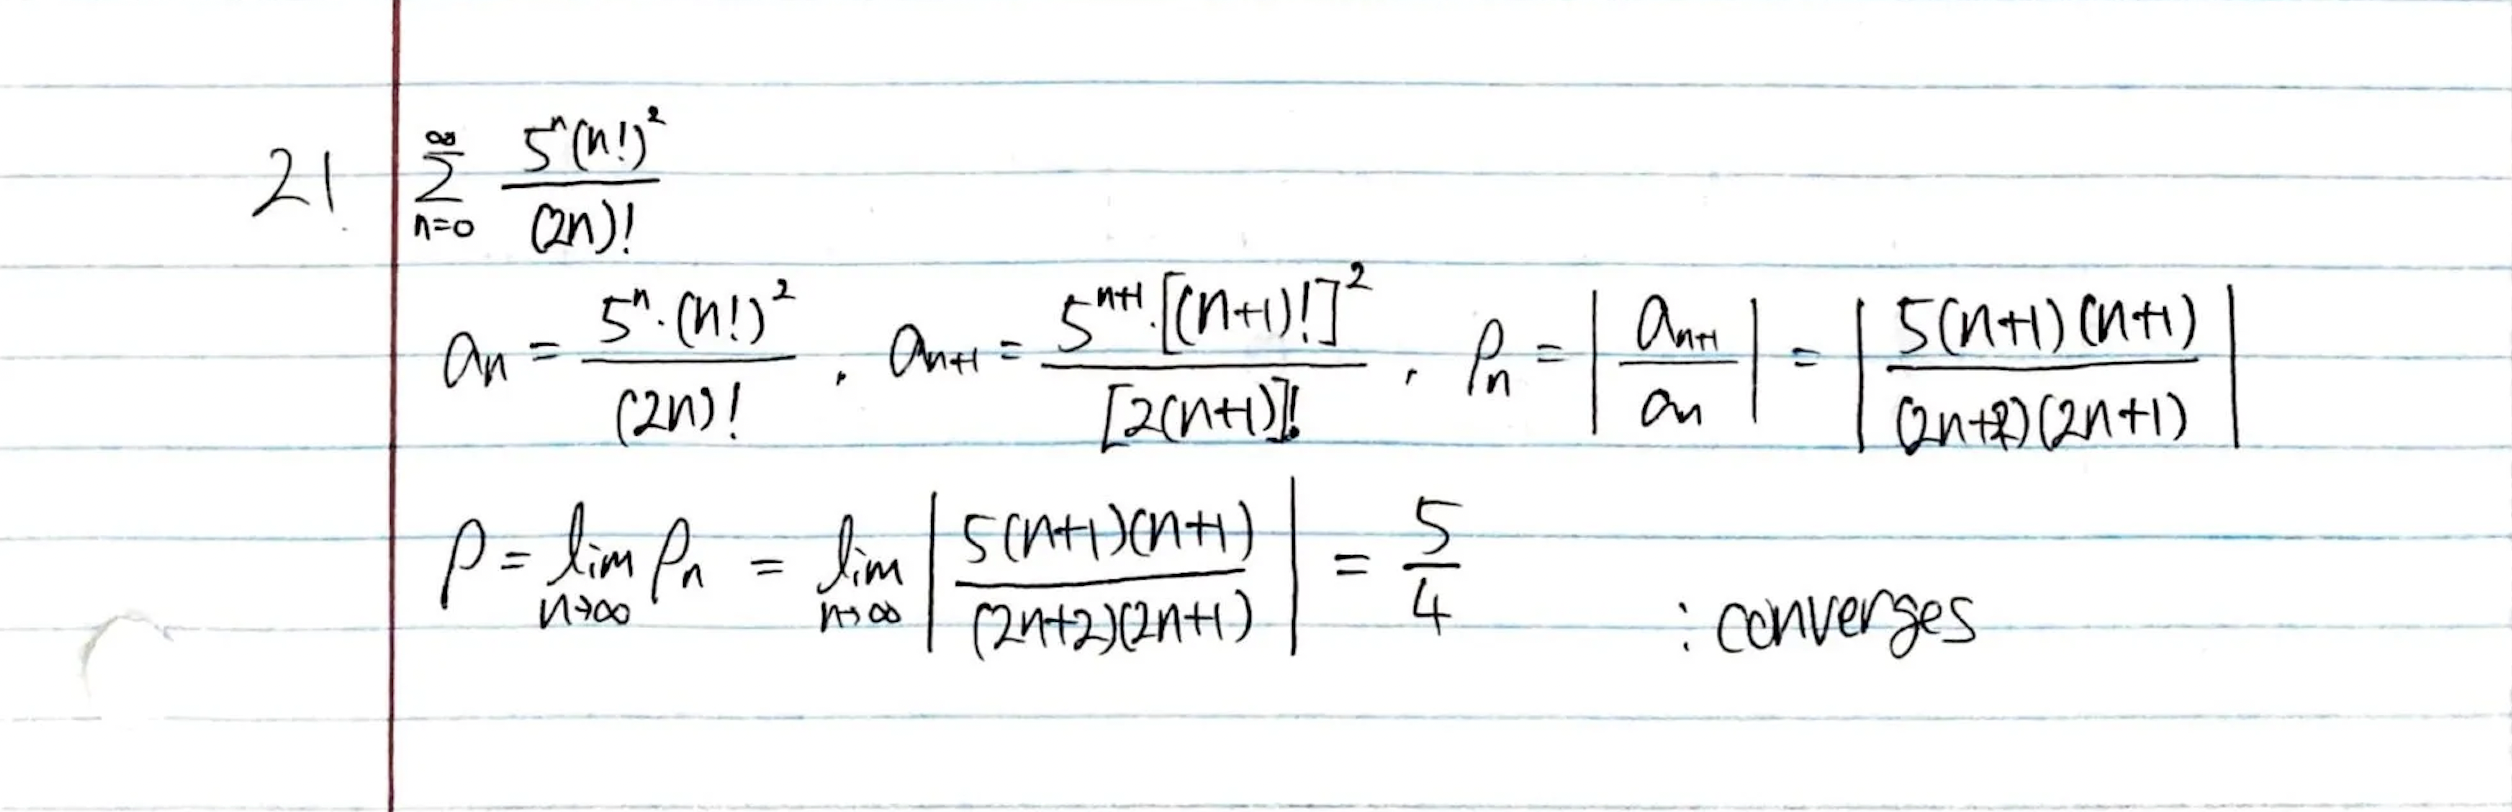 21. \sum_{n=0}^{\infty} \frac{5^n (n!)^2}{(2n)!}
a_n = \frac{5^n \cdot (n!)^2}{(2n)!} , a_{n+1} = \frac{5^{n+1} \cdot [(n+1)!]^2}{[2(n+1)]!} , \rho_n = \left| \frac{a_{n+1}}{a_n} \right| = \left| \frac{5(n+1)(n+1)}{(2n+2)(2n+1)} \right|
\rho = \lim_{n \to \infty} \rho_n = \lim_{n \to \infty} \left| \frac{5(n+1)(n+1)}{(2n+2)(2n+1)} \right| = \frac{5}{4} : converges